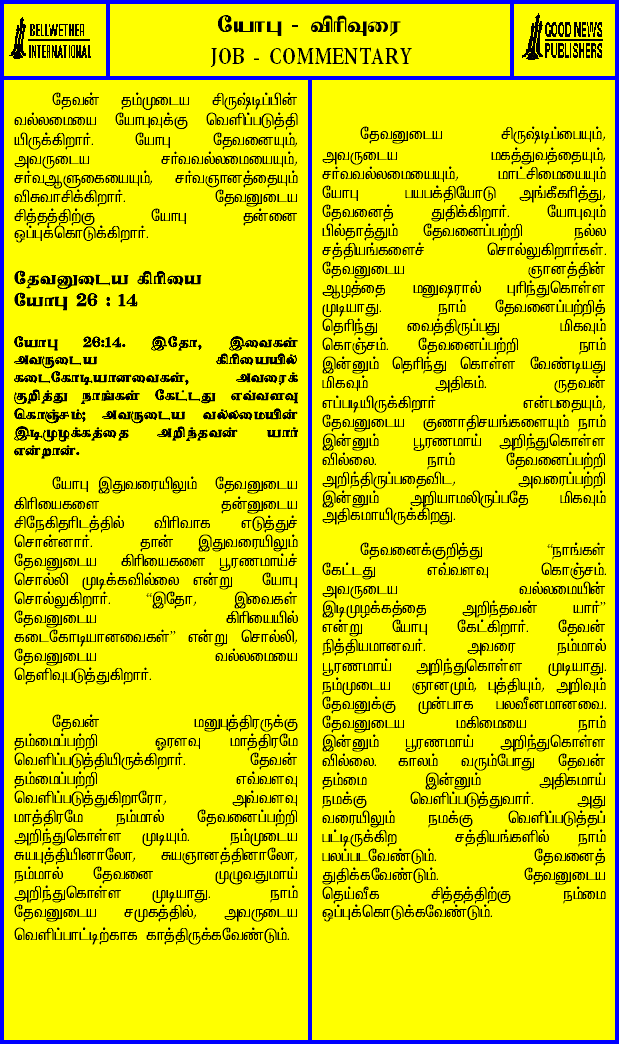 BELLWETHER
INTERNATIONAL
யோபு - விரிவுரை
JOB - COMMENTARY
GOOD NEWS
PUBLISHERS
தேவன் தம்முடைய சிருஷ்டிப்பின்
வல்லமையை யோபுவுக்கு வெளிப்படுத்தி
யிருக்கிறார். யோபு தேவனையும்,
அவருடைய சர்வவல்லமையையும்,
சர்வஆளுகையையும், சர்வஞானத்தையும்
விசுவாசிக்கிறார். தேவனுடைய
சித்தத்திற்கு யோபு தன்னை
ஒப்புக்கொடுக்கிறார்.
தேவனுடைய கிரியை
யோபு 26 : 14
யோபு 26:14. இதோ, இவைகள்
அவருடைய கிரியையில்
கடைகோடியானவைகள், அவரைக்
குறித்து நாங்கள் கேட்டது எவ்வளவு
கொஞ்சம்; அவருடைய வல்லமையின்
இடிமுழக்கத்தை அறிந்தவன் யார்
என்றான்.
யோபு இதுவரையிலும் தேவனுடைய
கிரியைகளை தன்னுடைய
சிநேகிதரிடத்தில் விரிவாக எடுத்துச்
சொன்னார். தான் இதுவரையிலும்
தேவனுடைய கிரியைகளை பூரணமாய்ச்
சொல்லி முடிக்கவில்லை என்று யோபு
சொல்லுகிறார். “இதோ, இவைகள்
தேவனுடைய கிரியையில்
கடைகோடியானவைகள்” என்று சொல்லி,
தேவனுடைய வல்லமையை
தெளிவுபடுத்துகிறார்.
தேவன் மனுபுத்திரருக்கு
தம்மைப்பற்றி ஓரளவு மாத்திரமே
வெளிப்படுத்தியிருக்கிறார். தேவன்
தம்மைப்பற்றி எவ்வளவு
வெளிப்படுத்துகிறாரோ, அவ்வளவு
மாத்திரமே நம்மால் தேவனைப்பற்றி
அறிந்துகொள்ள முடியும். நம்முடைய
சுயபுத்தியினாலோ, சுயஞானத்தினாலோ,
நம்மால் தேவனை முழுவதுமாய்
அறிந்துகொள்ள முடியாது. நாம்
தேவனுடைய சமுகத்தில், அவருடைய
வெளிப்பாட்டிற்காக காத்திருக்கவேண்டும்.
தேவனுடைய சிருஷ்டிப்பையும்,
அவருடைய மகத்துவத்தையும்,
சர்வவல்லமையையும், மாட்சிமையையும்
யோபு பயபக்தியோடு அங்கீகரித்து,
தேவனைத் துதிக்கிறார். யோபுவும்
பில்தாத்தும் தேவனைப்பற்றி நல்ல
சத்தியங்களைச் சொல்லுகிறார்கள்.
தேவனுடைய ஞானத்தின்
ஆழத்தை மனுஷரால் புரிந்துகொள்ள
முடியாது. நாம் தேவனைப்பற்றித்
தெரிந்து வைத்திருப்பது மிகவும்
கொஞ்சம். தேவனைப்பற்றி நாம்
இன்னும் தெரிந்து கொள்ள வேண்டியது
மிகவும் அதிகம். ருதவன்
எப்படியிருக்கிறார் என்பதையும்,
தேவனுடைய குணாதிசயங்களையும் நாம்
இன்னும் பூரணமாய் அறிந்துகொள்ள
வில்லை. நாம் தேவனைப்பற்றி
அறிந்திருப்பதைவிட, அவரைப்பற்றி
இன்னும் அறியாமலிருப்பதே மிகவும்
அதிகமாயிருக்கிறது.
தேவனைக்குறித்து “நாங்கள்
கேட்டது எவ்வளவு கொஞ்சம்.
அவருடைய வல்லமையின்
இடிமுழக்கத்தை அறிந்தவன் யார்”
என்று யோபு கேட்கிறார். தேவன்
நித்தியமானவர். அவரை நம்மால்
பூரணமாய் அறிந்துகொள்ள முடியாது.
நம்முடைய ஞானமும், புத்தியும், அறிவும்
தேவனுக்கு முன்பாக பலவீனமானவை.
தேவனுடைய மகிமையை நாம்
இன்னும் பூரணமாய் அறிந்துகொள்ள
வில்லை. காலம் வரும்போது தேவன்
தம்மை இன்னும் அதிகமாய்
நமக்கு வெளிப்படுத்துவார். அது
வரையிலும் நமக்கு வெளிப்படுத்தப்
பட்டிருக்கிற சத்தியங்களில் நாம்
பலப்படவேண்டும். தேவனைத்
துதிக்கவேண்டும். தேவனுடைய
தெய்வீக சித்தத்திற்கு நம்மை
ஒப்புக்கொடுக்கவேண்டும்.